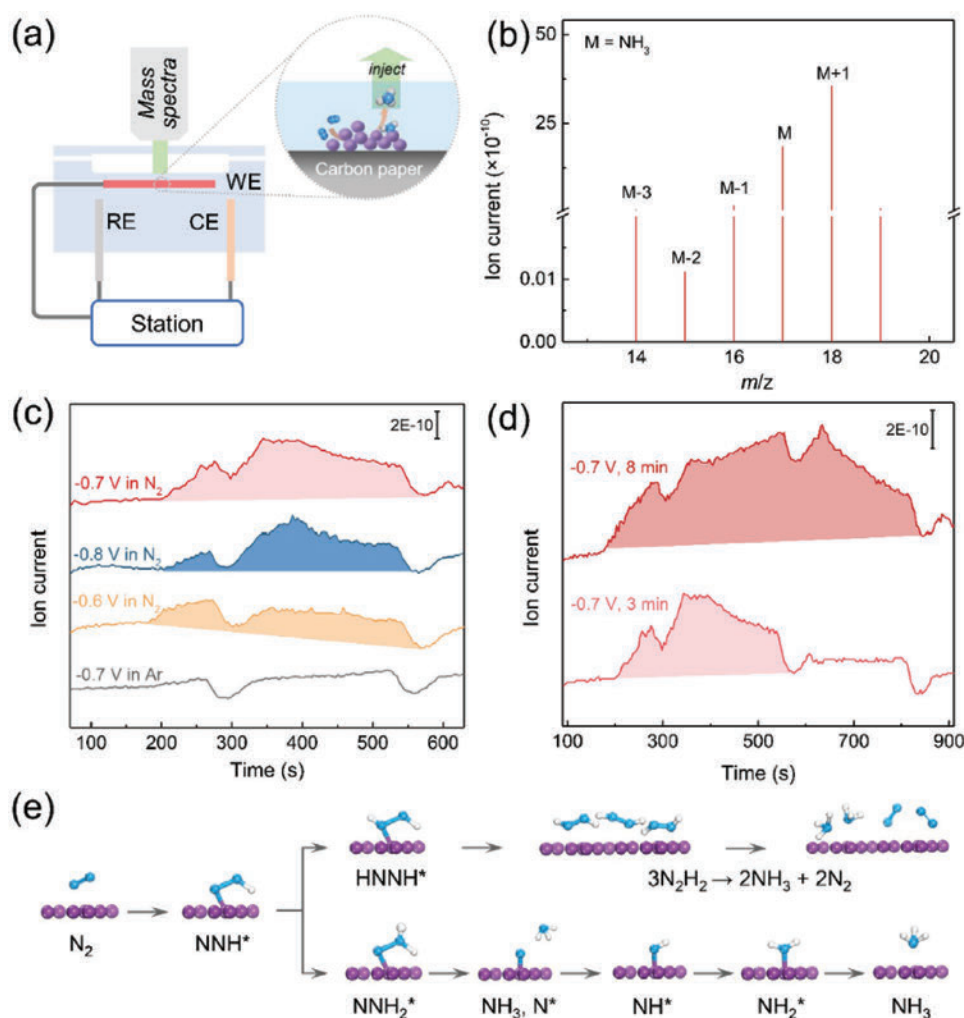 (a)
Mass
spectra
inject
Carbon paper
WE
RE
CE
Station
(b)
M = NH₃
M-3
M-2
M-1
M
M+1
50
25
0.01
0.00
Ion current (×10⁻¹⁰)
14
16
18
20
m/z
(c)
2E-10
-0.7 V in N₂
-0.8 V in N₂
-0.6 V in N₂
-0.7 V in Ar
Ion current
100
200
300
400
500
600
Time (s)
(d)
2E-10
-0.7 V, 8 min
-0.7 V, 3 min
Ion current
100
300
500
700
900
Time (s)
(e)
N₂
NNH*
HNNH*
3N₂H₂ → 2NH₃ + 2N₂
NNH₂*
NH₃, N*
NH*
NH₂*
NH₃